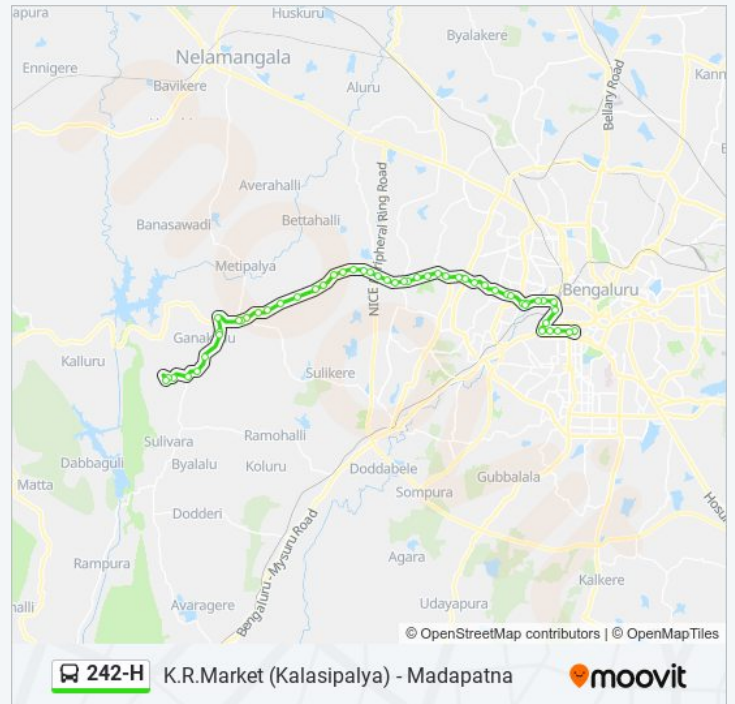 apura
Huskuru
Byalakere
Nelamangala
Ennigere
Bavikere
Aluru
Kann
Bellary Road
Averahalli
NICE Peripheral Ring Road
Banasawadi
Bettahalli
Metipalya
Bengaluru
Kalluru
Sulikere
Sulivara
Ramohalli
Dabbaguli
Byalalu
Koluru
Doddabele
Gubbalala
Matta
Sompura
Hosu
Dodderi
Bengaluru - Mysuru Road
Agara
Rampura
Kalkere
halli
Avaragere
Udayapura
© OpenStreetMap contributors | © OpenMapTiles
242-H K.R.Market (Kalasipalya) - Madapatna
moovit